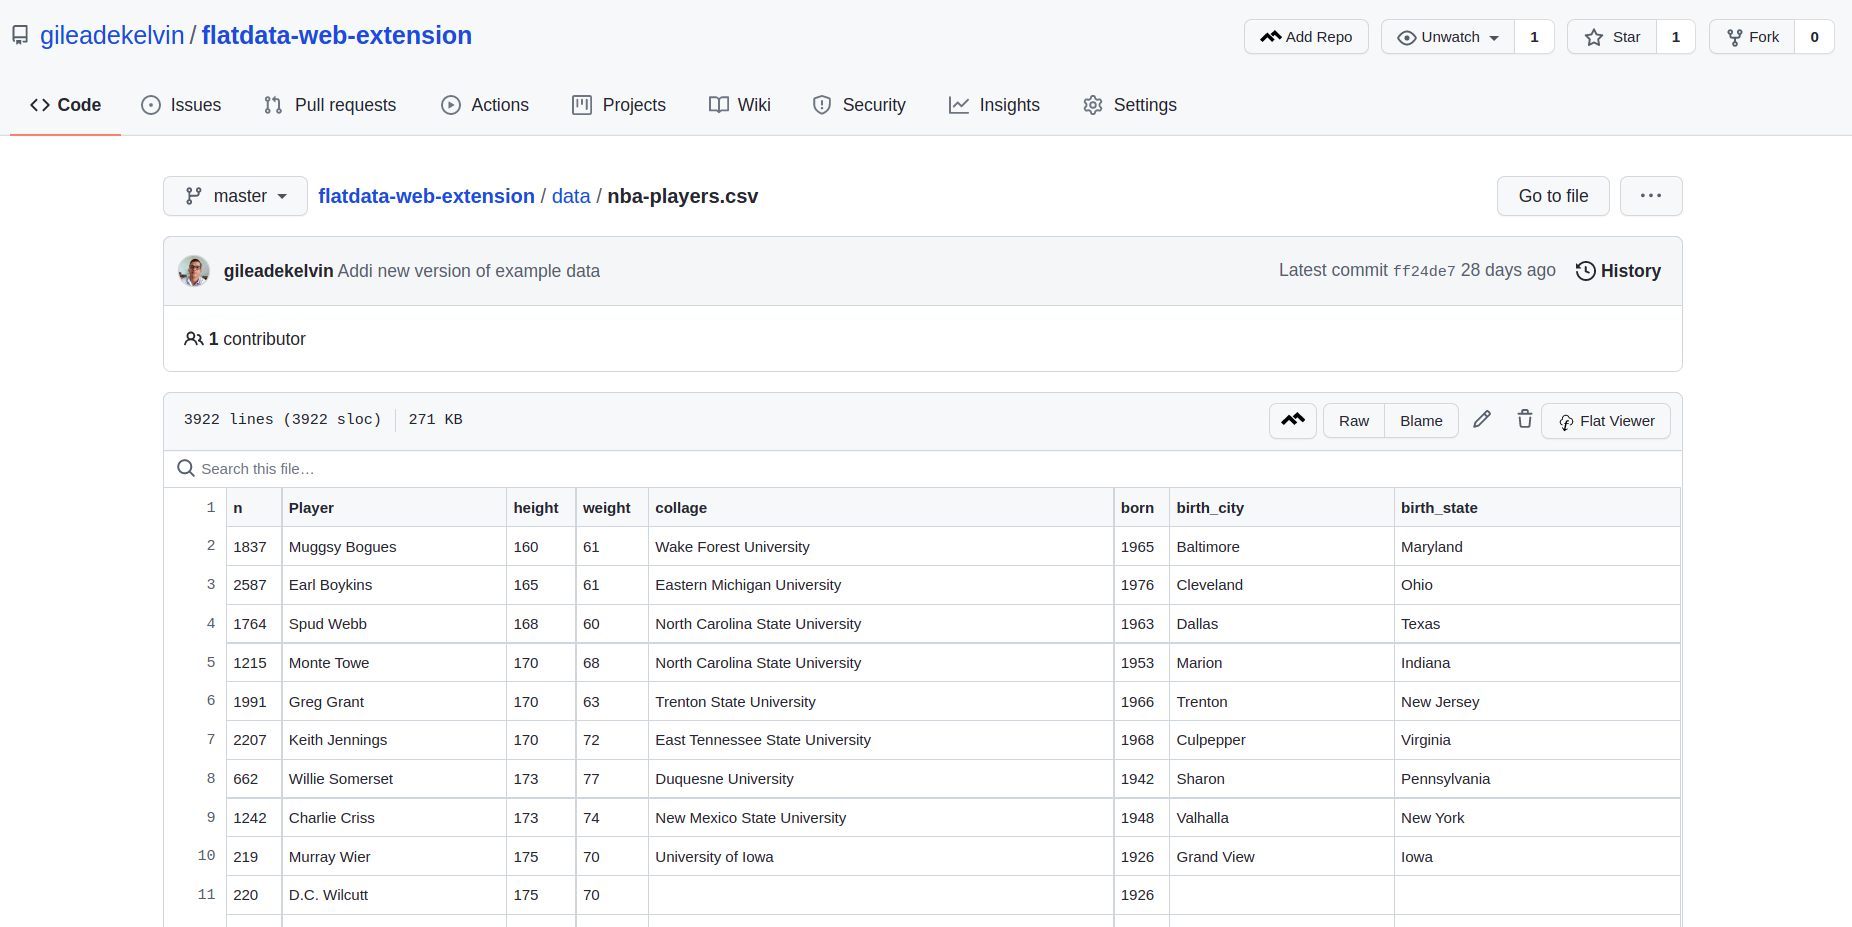 gileadekelvin / flatdata-web-extension
Add Repo Unwatch 1 Star 1 Fork 0
Code Issues Pull requests Actions Projects Wiki Security Insights Settings
master flatdata-web-extension / data / nba-players.csv Go to file ...
gileadekelvin Addi new version of example data Latest commit ff24de7 28 days ago History
1 contributor
3922 lines (3922 sloc) 271 KB Raw Blame Flat Viewer
Search this file…
1 n Player height weight collage born birth_city birth_state
2 1837 Muggsy Bogues 160 61 Wake Forest University 1965 Baltimore Maryland
3 2587 Earl Boykins 165 61 Eastern Michigan University 1976 Cleveland Ohio
4 1764 Spud Webb 168 60 North Carolina State University 1963 Dallas Texas
5 1215 Monte Towe 170 68 North Carolina State University 1953 Marion Indiana
6 1991 Greg Grant 170 63 Trenton State University 1966 Trenton New Jersey
7 2207 Keith Jennings 170 72 East Tennessee State University 1968 Culpepper Virginia
8 662 Willie Somerset 173 77 Duquesne University 1942 Sharon Pennsylvania
9 1242 Charlie Criss 173 74 New Mexico State University 1948 Valhalla New York
10 219 Murray Wier 175 70 University of Iowa 1926 Grand View Iowa
11 220 D.C. Wilcutt 175 70 1926